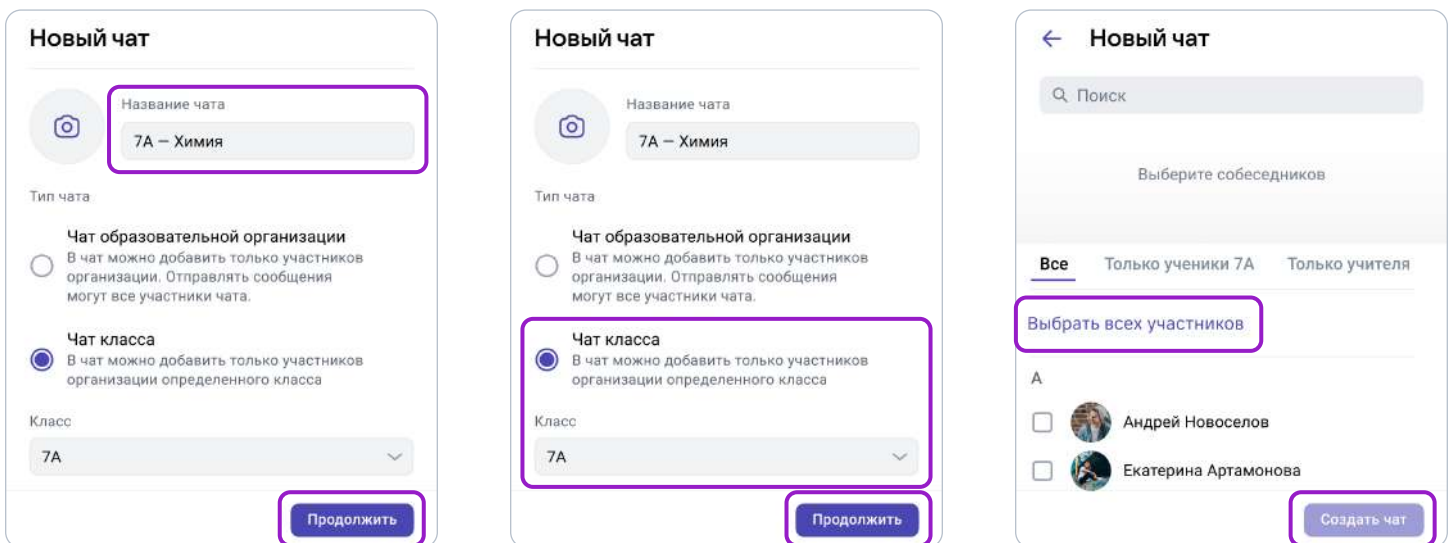 Новый чат
Название чата
7А — Химия
Тип чата
Чат образовательной организации
В чат можно добавить только участников
организации. Отправлять сообщения
могут все участники чата.
Чат класса
В чат можно добавить только участников
организации определенного класса
Класс
7А
Продолжить
Новый чат
Название чата
7А — Химия
Тип чата
Чат образовательной организации
В чат можно добавить только участников
организации. Отправлять сообщения
могут все участники чата.
Чат класса
В чат можно добавить только участников
организации определенного класса
Класс
7А
Продолжить
Новый чат
Поиск
Выберите собеседников
Все Только ученики 7А Только учителя
Выбрать всех участников
А
Андрей Новоселов
Екатерина Артамонова
Создать чат